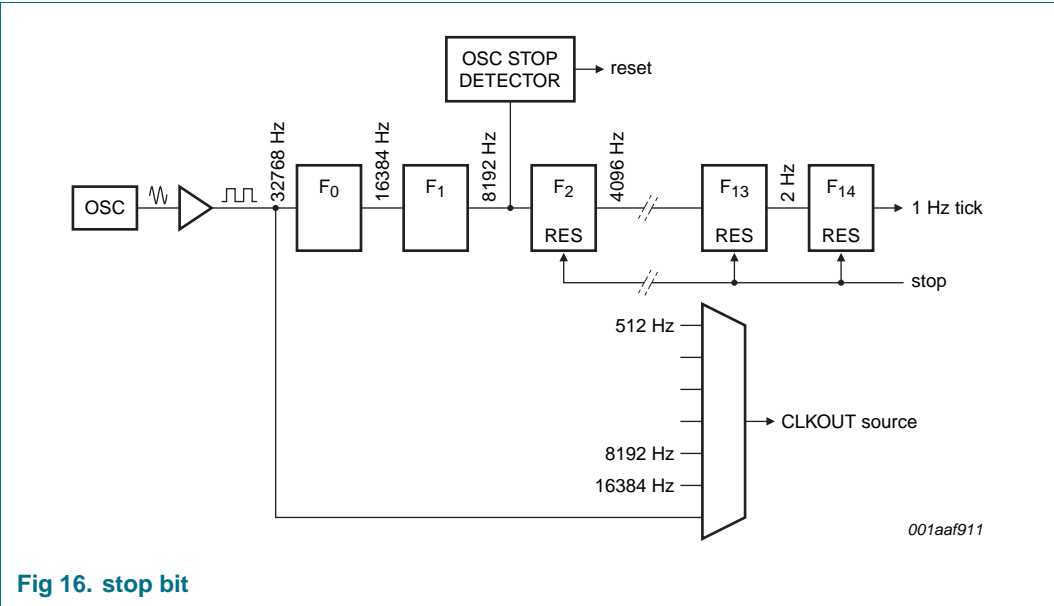 OSC STOP
DETECTOR
reset
32768 Hz
16384 Hz
8192 Hz
4096 Hz
2 Hz
OSC
F0
F1
F2
RES
F13
RES
F14
RES
1 Hz tick
stop
512 Hz
CLKOUT source
8192 Hz
16384 Hz
001aaf911
Fig 16. stop bit